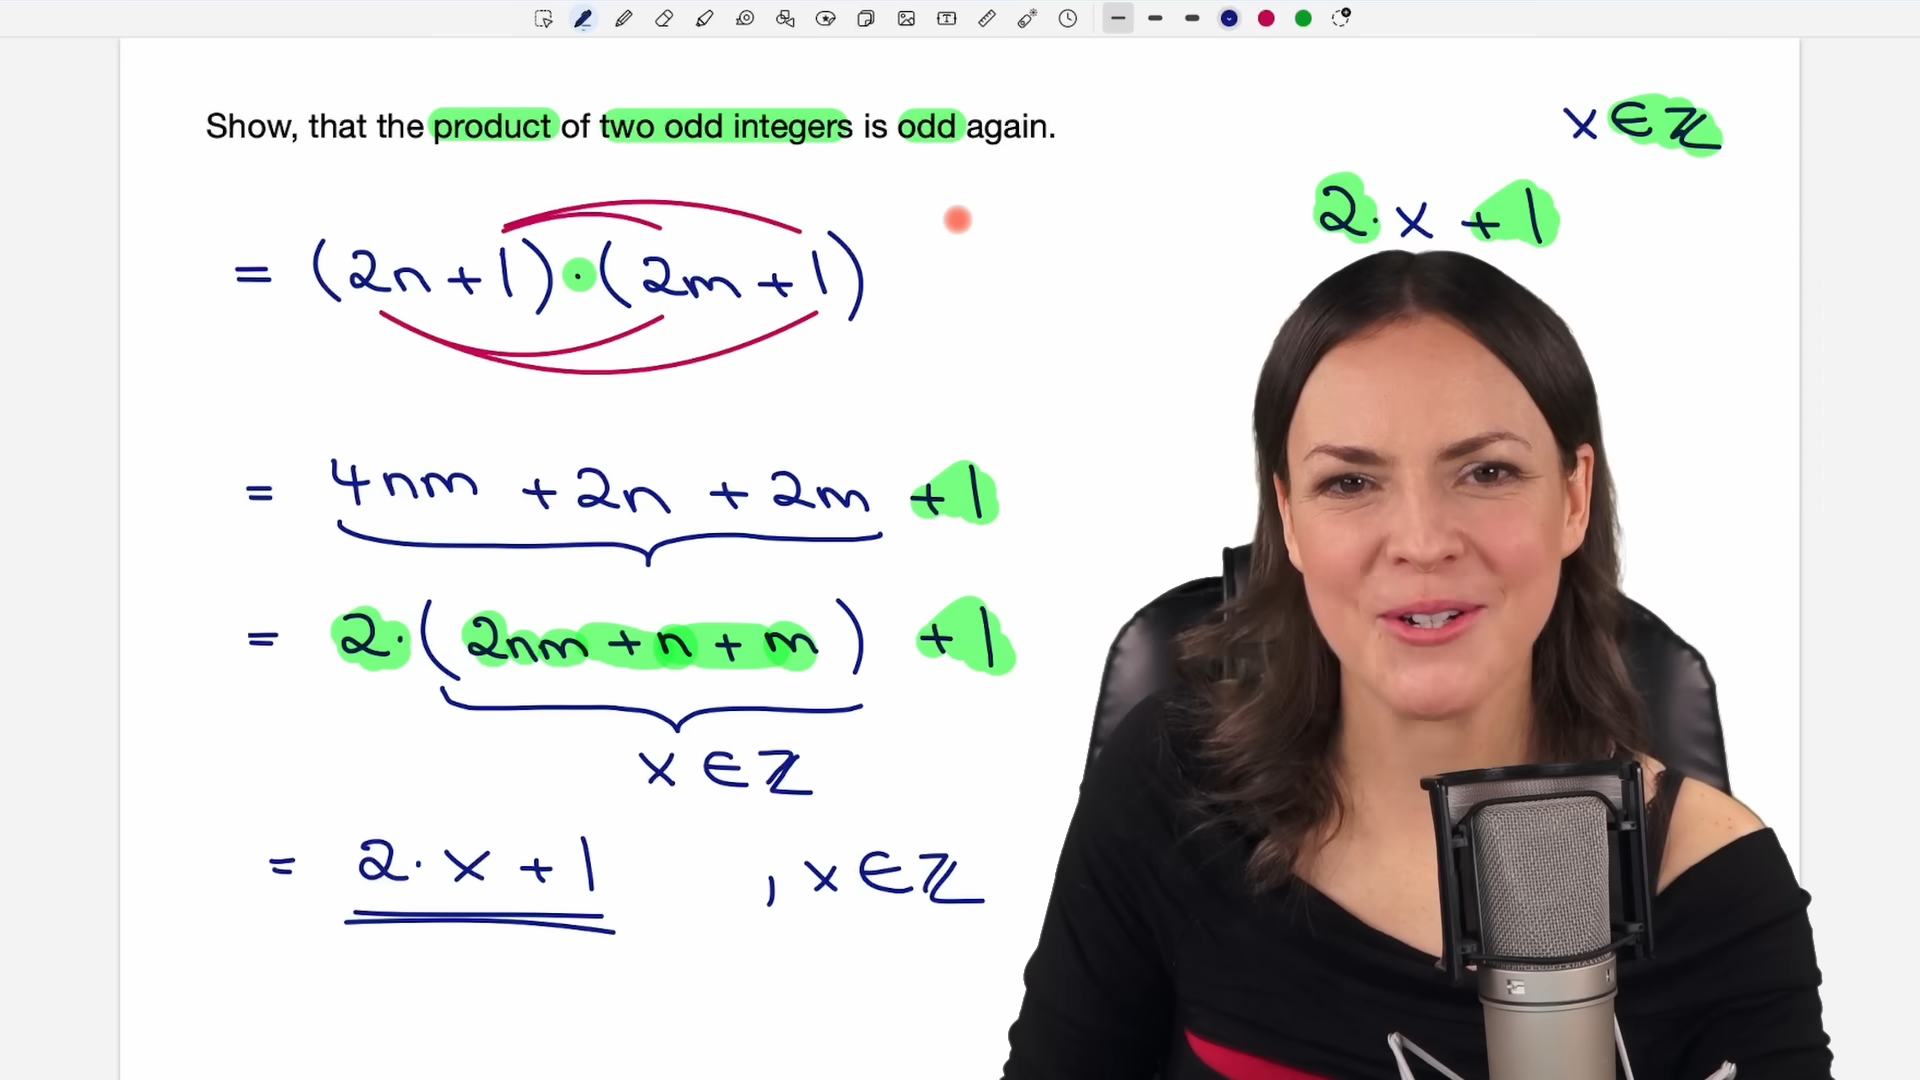 Show, that the product of two odd integers is odd again.
x ∈ ℤ
2·x + 1
= (2n + 1) · (2m + 1)
= 4nm + 2n + 2m + 1
= 2·(2nm + n + m) + 1
x ∈ ℤ
= 2·x + 1 , x ∈ ℤ